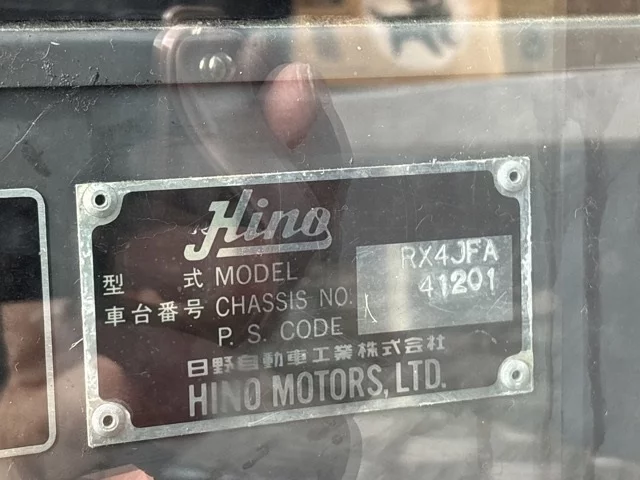 Hino
型 式 MODEL RX4JFA
車台番号 CHASSIS NO. 41201
P. S. CODE
日野自動車工業株式会社
HINO MOTORS, LTD.